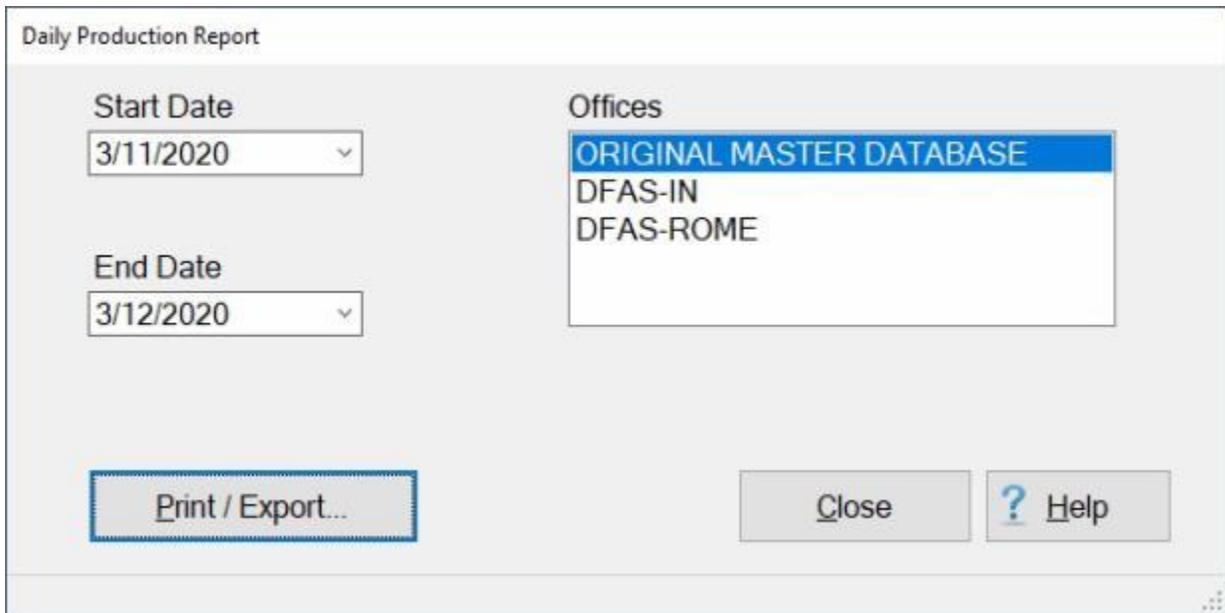 Daily Production Report
Start Date
3/11/2020
End Date
3/12/2020
Offices
ORIGINAL MASTER DATABASE
DFAS-IN
DFAS-ROME
Print / Export...
Close
? Help